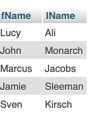 fName lName
Lucy Ali
John Monarch
Marcus Jacobs
Jamie Sleeman
Sven Kirsch